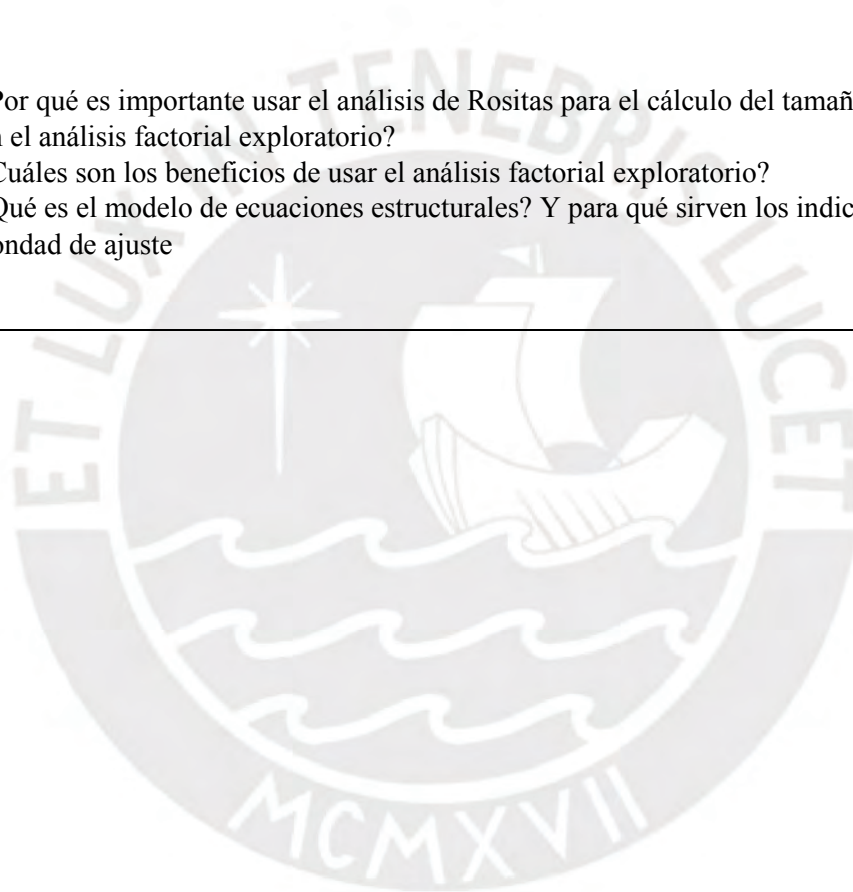 Por qué es importante usar el análisis de Rositas para el cálculo del tamañ
el análisis factorial exploratorio?
Cuáles son los beneficios de usar el análisis factorial exploratorio?
Qué es el modelo de ecuaciones estructurales? Y para qué sirven los indic
ondad de ajuste
ET LUX IN TENEBRIS LUCET
MCMXVII